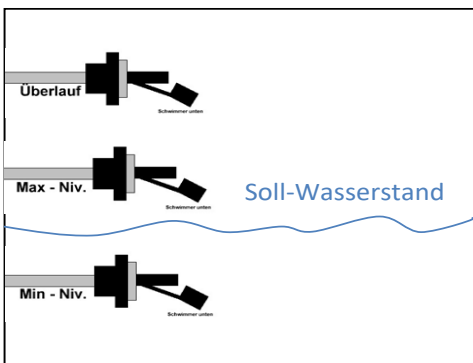 Überlauf
Schwimmer unten
Max - Niv.
Soll-Wasserstand
Schwimmer unten
Min - Niv.
Schwimmer unten